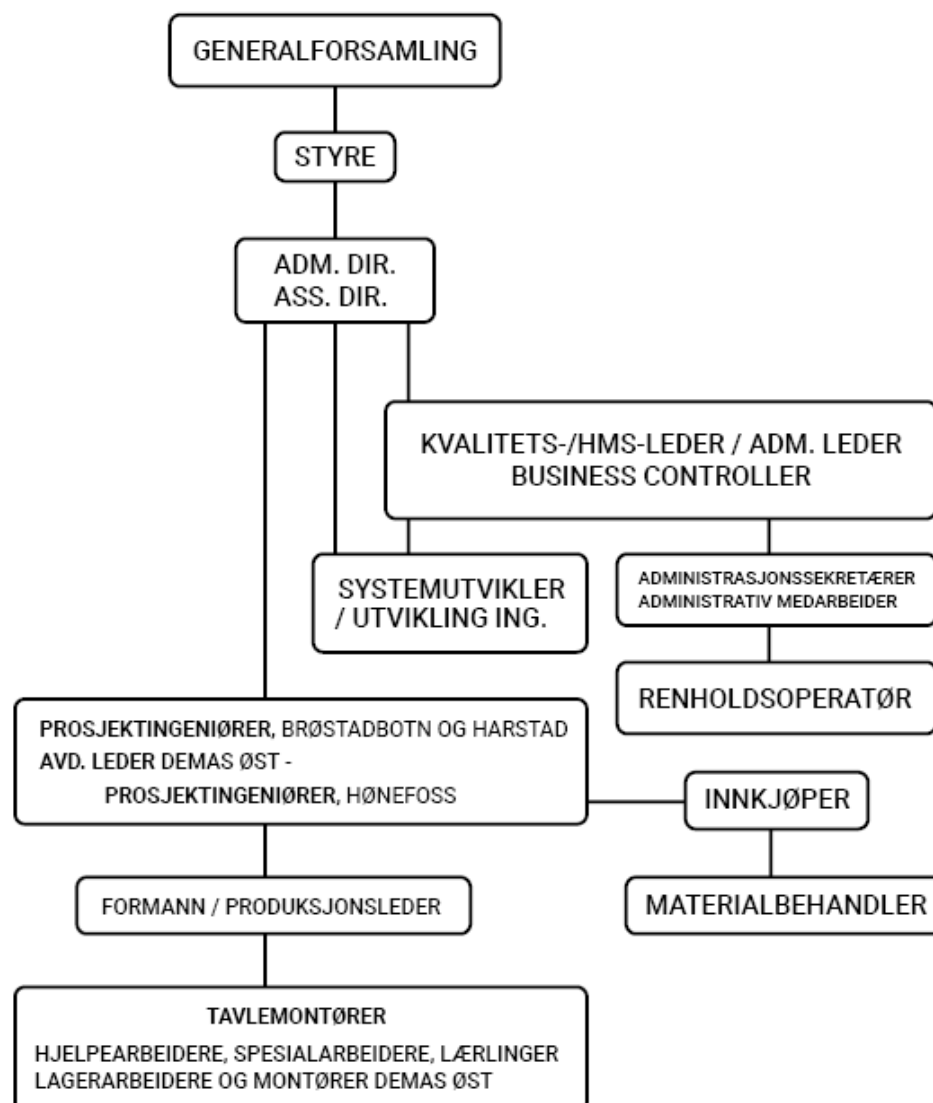 GENERALFORSAMLING
STYRE
ADM. DIR.
ASS. DIR.
KVALITETS-/HMS-LEDER / ADM. LEDER
BUSINESS CONTROLLER
SYSTEMUTVIKLER
/ UTVIKLING ING.
ADMINISTRASJONSSEKRETÆRER
ADMINISTRATIV MEDARBEIDER
RENHOLDSOPERATØR
PROSJEKTINGENIØRER, BRØSTADBOTN OG HARSTAD
AVD. LEDER DEMAS ØST -
PROSJEKTINGENIØRER, HØNEFOSS
INNKJØPER
MATERIALBEHANDLER
FORMANN / PRODUKSJONSLEDER
TAVLEMONTØRER
HJELPEARBEIDERE, SPESIALARBEIDERE, LÆRLINGER
LAGERARBEIDERE OG MONTØRER DEMAS ØST